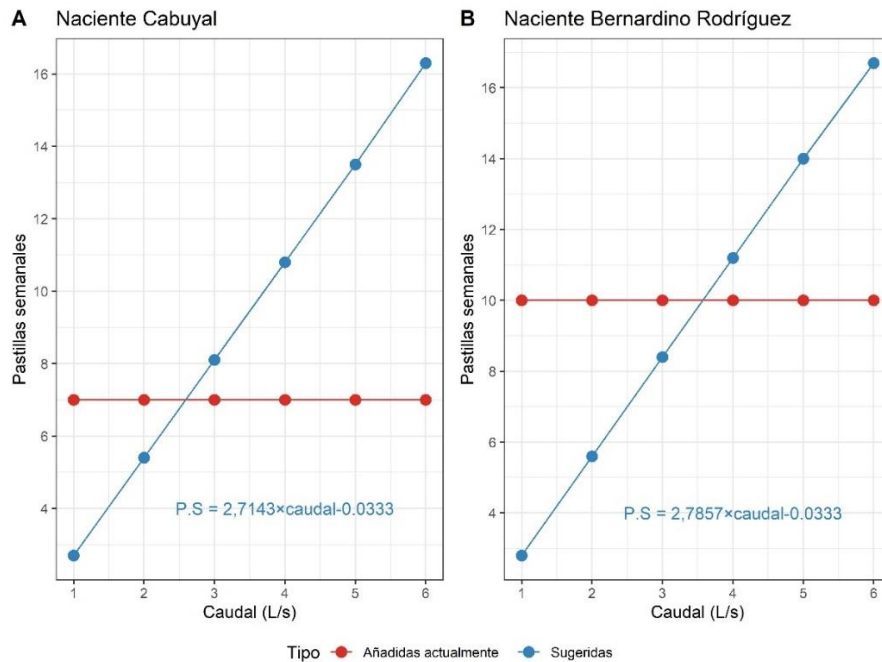 A Naciente Cabuyal
Pastillas semanales
16
14
12
10
8
6
4
P.S = 2,7143×caudal-0.0333
1 2 3 4 5 6
Caudal (L/s)
B Naciente Bernardino Rodríguez
Pastillas semanales
16
14
12
10
8
6
4
P.S = 2,7857×caudal-0.0333
1 2 3 4 5 6
Caudal (L/s)
Tipo Añadidas actualmente Sugeridas